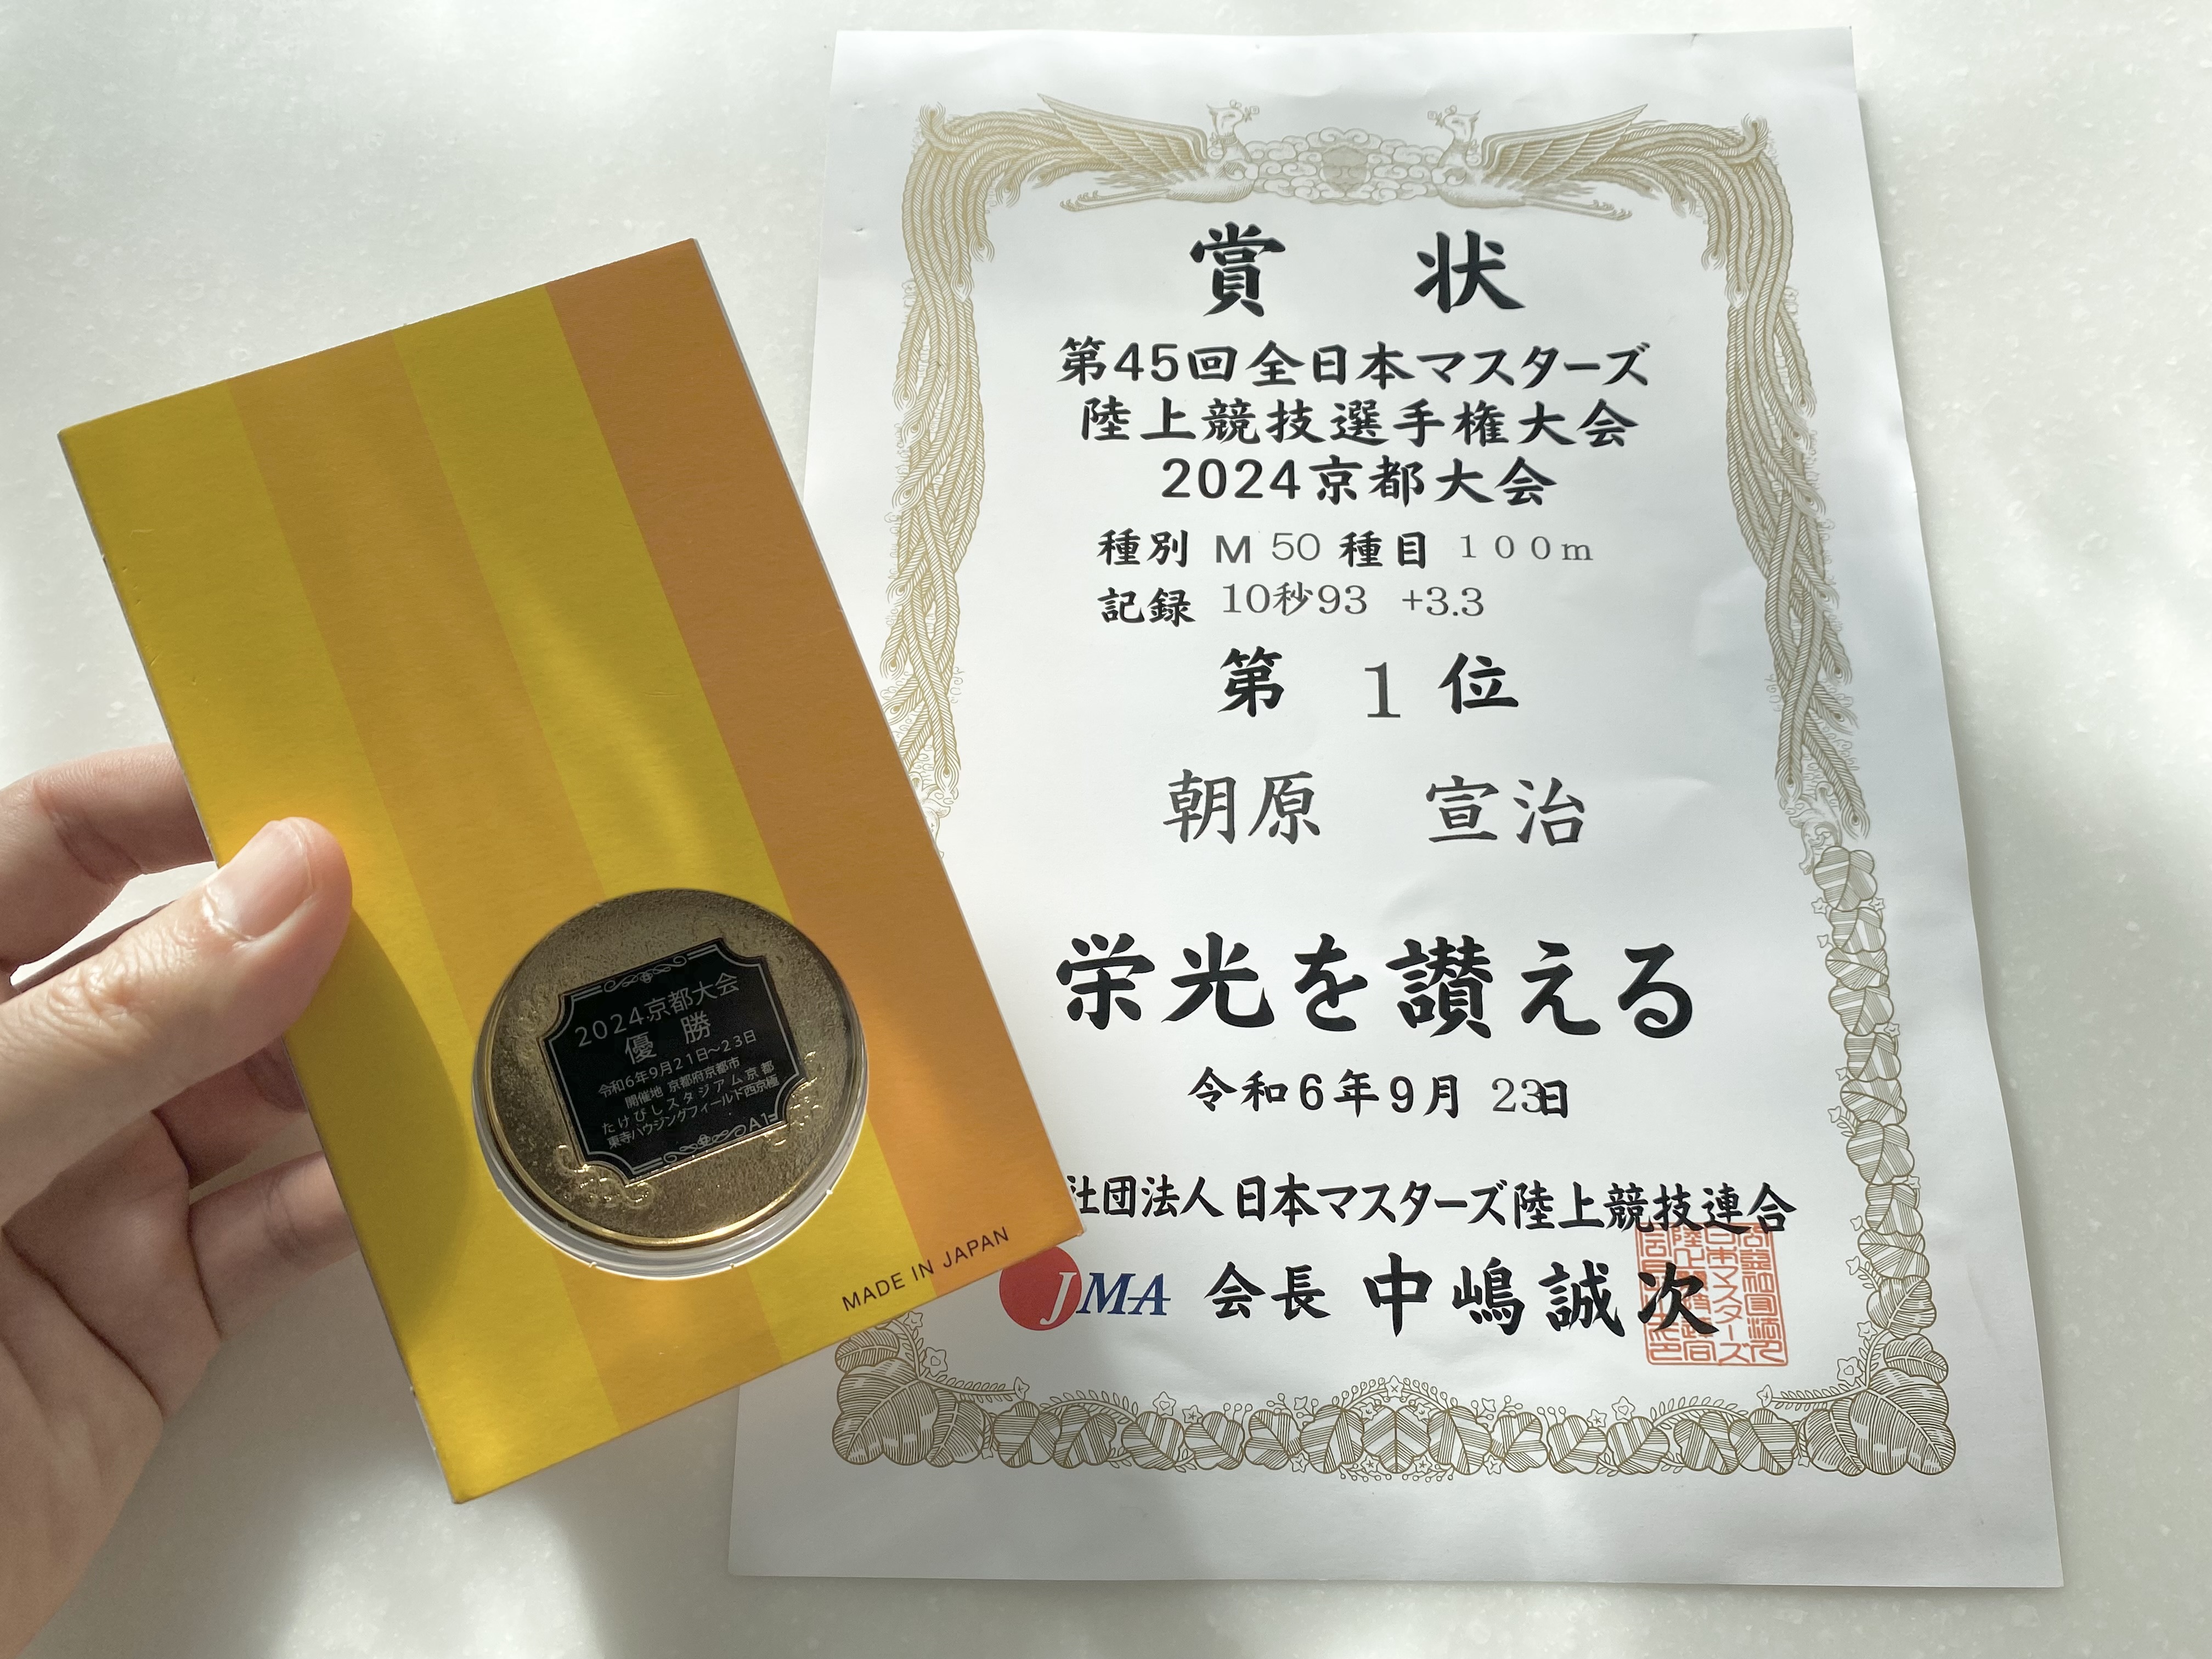 賞 状
第45回全日本マスターズ
陸上競技選手権大会
2024京都大会
種別 M 50 種目 100m
記録 10秒93 +3.3
第 1 位
朝原 宣治
栄光を讃える
令和6年9月 23日
社団法人日本マスターズ陸上競技連合
JMA 会長 中嶋誠次
2024京都大会
優 勝
令和6年9月21日〜23日
開催地 京都府京都市
たけびしスタジアム京都
東寺ハウジングフィールド西京極
MADE IN JAPAN